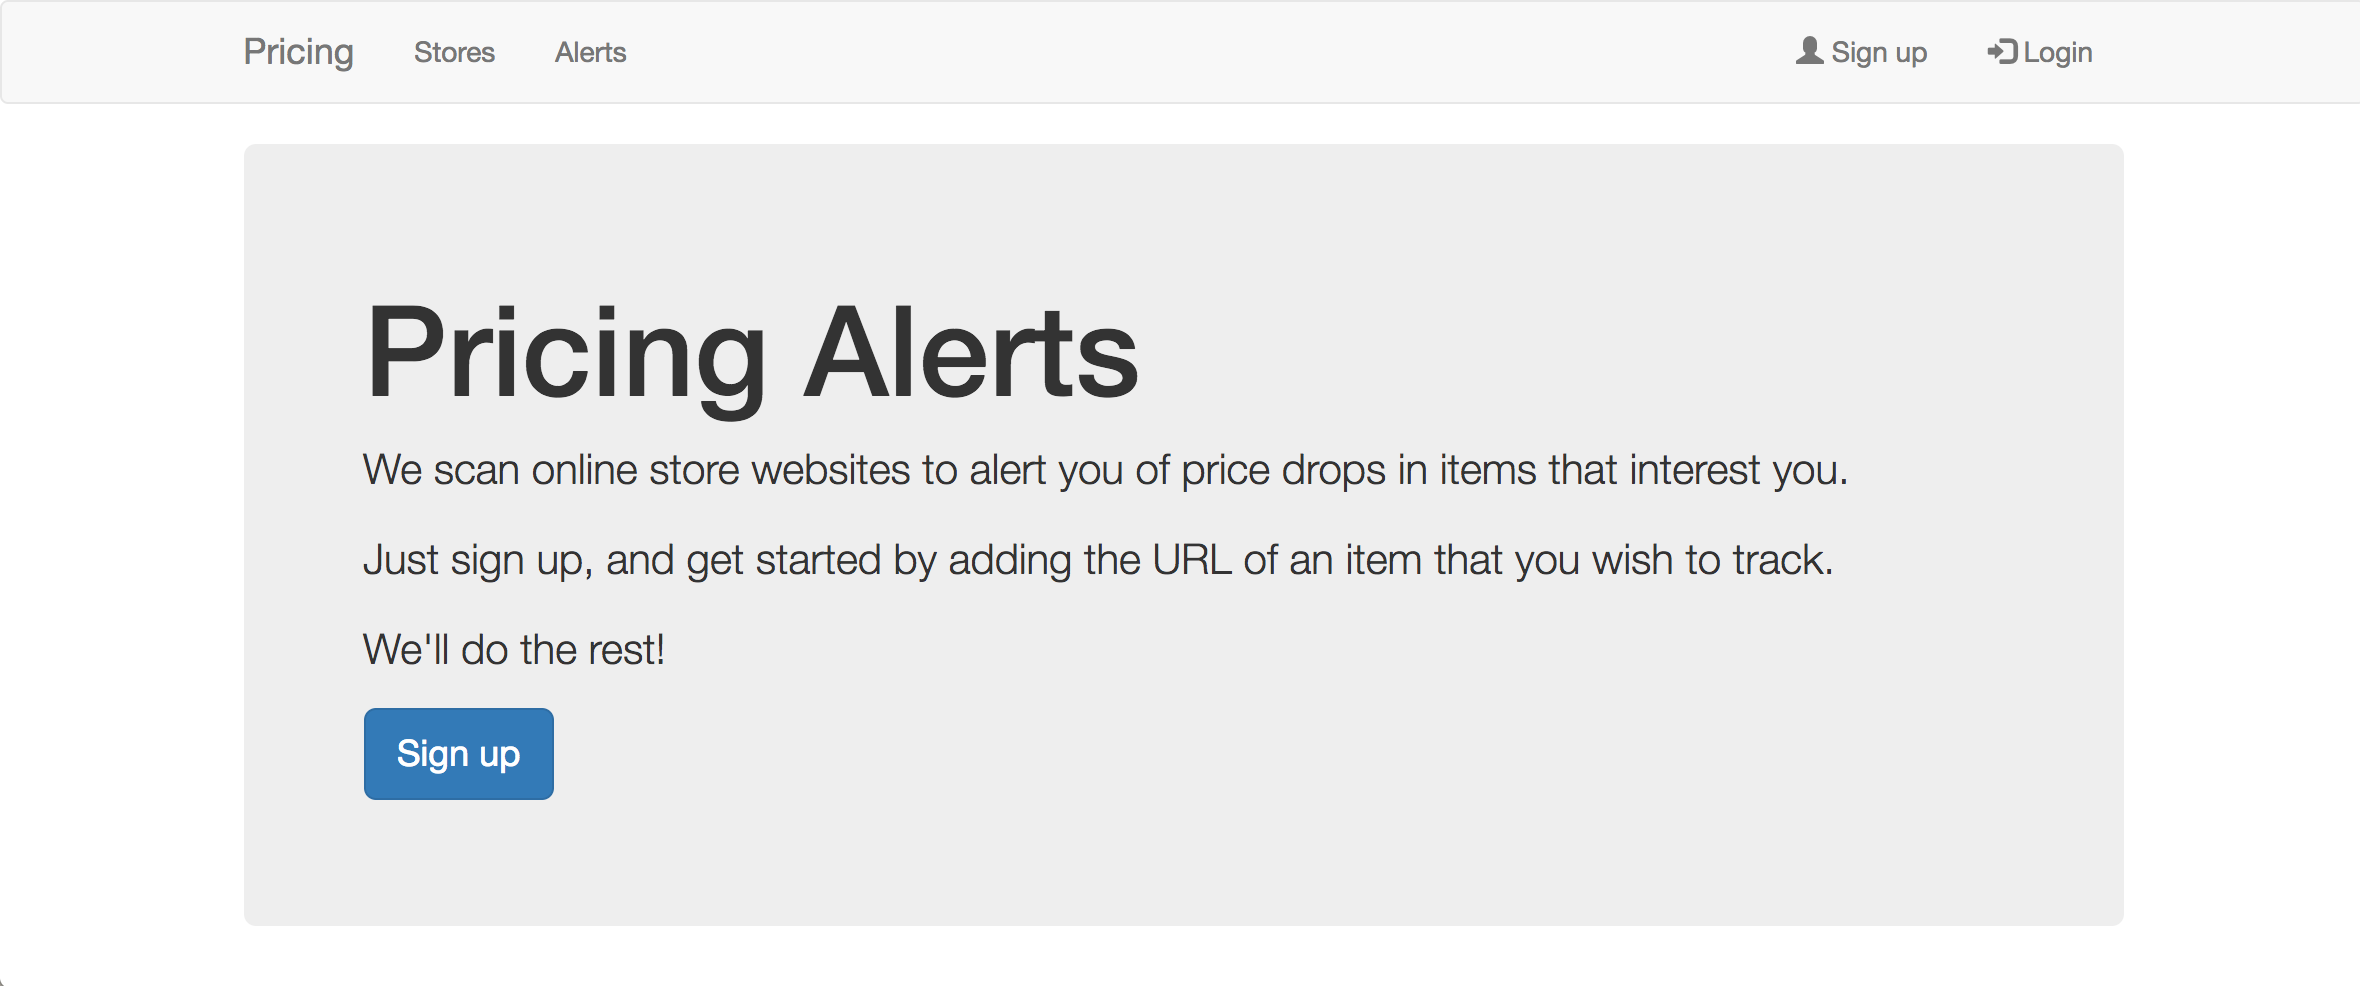 Pricing Stores Alerts Sign up Login
Pricing Alerts
We scan online store websites to alert you of price drops in items that interest you.
Just sign up, and get started by adding the URL of an item that you wish to track.
We'll do the rest!
Sign up